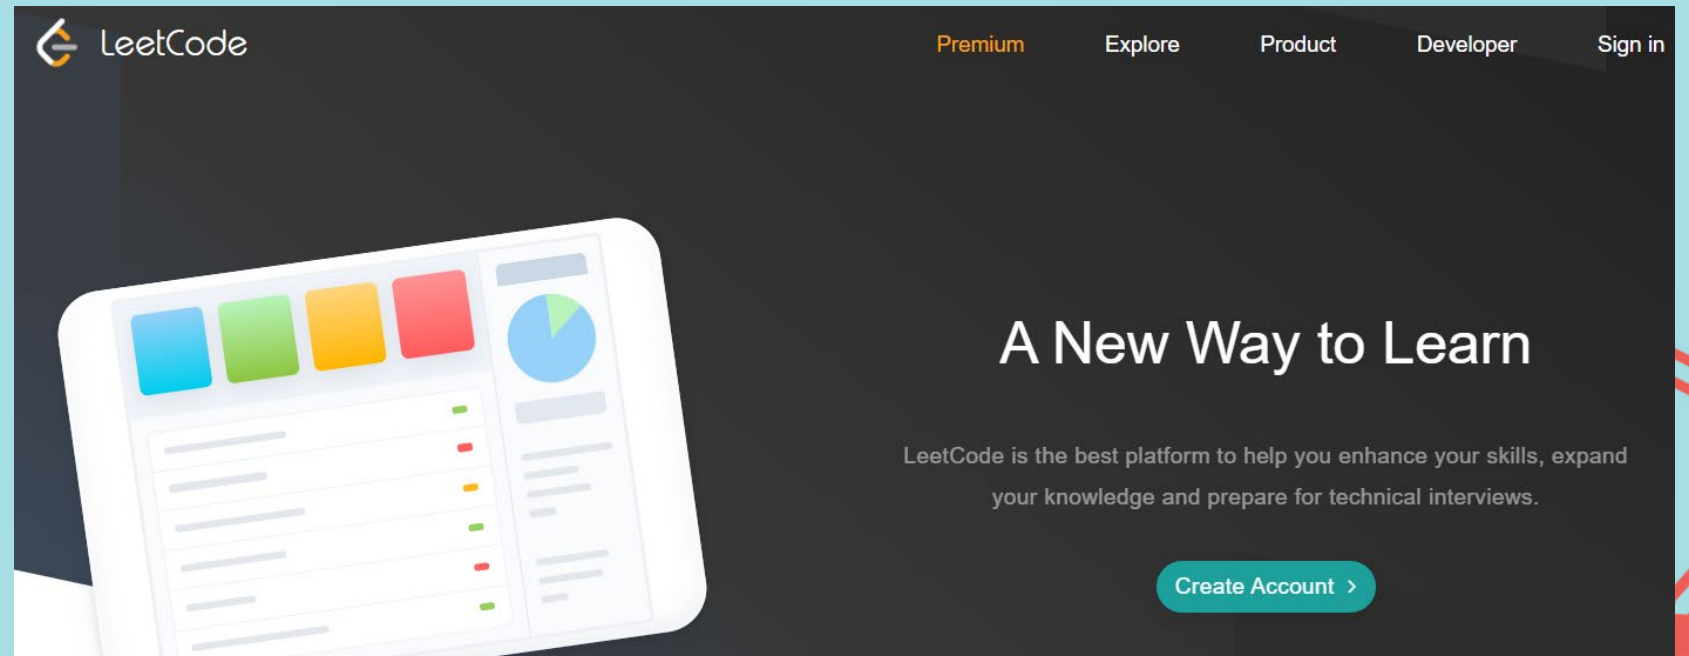 LeetCode
Premium Explore Product Developer Sign in
A New Way to Learn
LeetCode is the best platform to help you enhance your skills, expand
your knowledge and prepare for technical interviews.
Create Account >